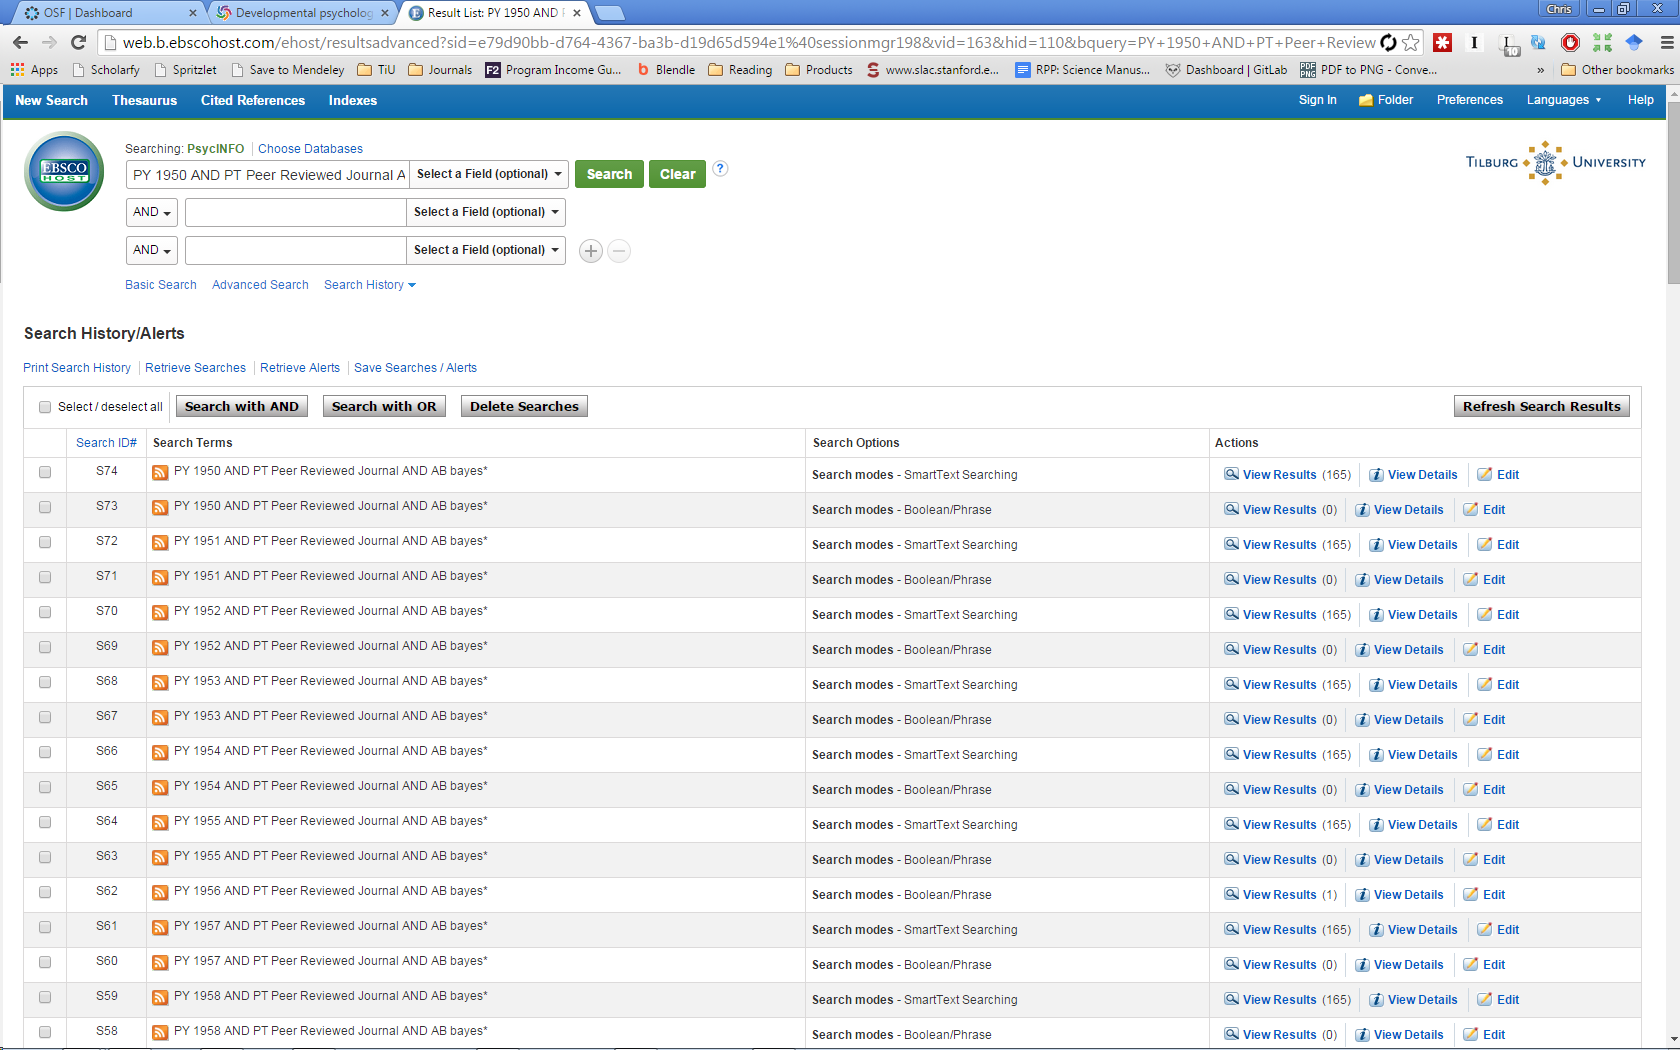 OSF | Dashboard
Developmental psycholog
Result List: PY 1950 AND P
Chris
web.b.ebscohost.com/ehost/resultsadvanced?sid=e79d90bb-d764-4367-ba3b-d19d65d594e1%40sessionmgr198&vid=163&hid=110&bquery=PY+1950+AND+PT+Peer+Review
10
Apps Scholarfy Spritzlet Save to Mendeley TiU Journals F2 Program Income Gu... b Blendle Reading Products S www.slac.stanford.e... RPP: Science Manus... Dashboard | GitLab PDF PNG PDF to PNG - Conve... » Other bookmarks
New Search Thesaurus Cited References Indexes Sign In Folder Preferences Languages Help
EBSCO HOST
Searching: PsycINFO Choose Databases
PY 1950 AND PT Peer Reviewed Journal A Select a Field (optional) Search Clear ?
TILBURG UNIVERSITY
AND Select a Field (optional)
AND Select a Field (optional)
Basic Search Advanced Search Search History
Search History/Alerts
Print Search History Retrieve Searches Retrieve Alerts Save Searches / Alerts
Select / deselect all Search with AND Search with OR Delete Searches Refresh Search Results
Search ID# Search Terms Search Options Actions
S74 PY 1950 AND PT Peer Reviewed Journal AND AB bayes* Search modes - SmartText Searching View Results (165) View Details Edit
S73 PY 1950 AND PT Peer Reviewed Journal AND AB bayes* Search modes - Boolean/Phrase View Results (0) View Details Edit
S72 PY 1951 AND PT Peer Reviewed Journal AND AB bayes* Search modes - SmartText Searching View Results (165) View Details Edit
S71 PY 1951 AND PT Peer Reviewed Journal AND AB bayes* Search modes - Boolean/Phrase View Results (0) View Details Edit
S70 PY 1952 AND PT Peer Reviewed Journal AND AB bayes* Search modes - SmartText Searching View Results (165) View Details Edit
S69 PY 1952 AND PT Peer Reviewed Journal AND AB bayes* Search modes - Boolean/Phrase View Results (0) View Details Edit
S68 PY 1953 AND PT Peer Reviewed Journal AND AB bayes* Search modes - SmartText Searching View Results (165) View Details Edit
S67 PY 1953 AND PT Peer Reviewed Journal AND AB bayes* Search modes - Boolean/Phrase View Results (0) View Details Edit
S66 PY 1954 AND PT Peer Reviewed Journal AND AB bayes* Search modes - SmartText Searching View Results (165) View Details Edit
S65 PY 1954 AND PT Peer Reviewed Journal AND AB bayes* Search modes - Boolean/Phrase View Results (0) View Details Edit
S64 PY 1955 AND PT Peer Reviewed Journal AND AB bayes* Search modes - SmartText Searching View Results (165) View Details Edit
S63 PY 1955 AND PT Peer Reviewed Journal AND AB bayes* Search modes - Boolean/Phrase View Results (0) View Details Edit
S62 PY 1956 AND PT Peer Reviewed Journal AND AB bayes* Search modes - Boolean/Phrase View Results (1) View Details Edit
S61 PY 1957 AND PT Peer Reviewed Journal AND AB bayes* Search modes - SmartText Searching View Results (165) View Details Edit
S60 PY 1957 AND PT Peer Reviewed Journal AND AB bayes* Search modes - Boolean/Phrase View Results (0) View Details Edit
S59 PY 1958 AND PT Peer Reviewed Journal AND AB bayes* Search modes - SmartText Searching View Results (165) View Details Edit
S58 PY 1958 AND PT Peer Reviewed Journal AND AB bayes* Search modes - Boolean/Phrase View Results (0) View Details Edit